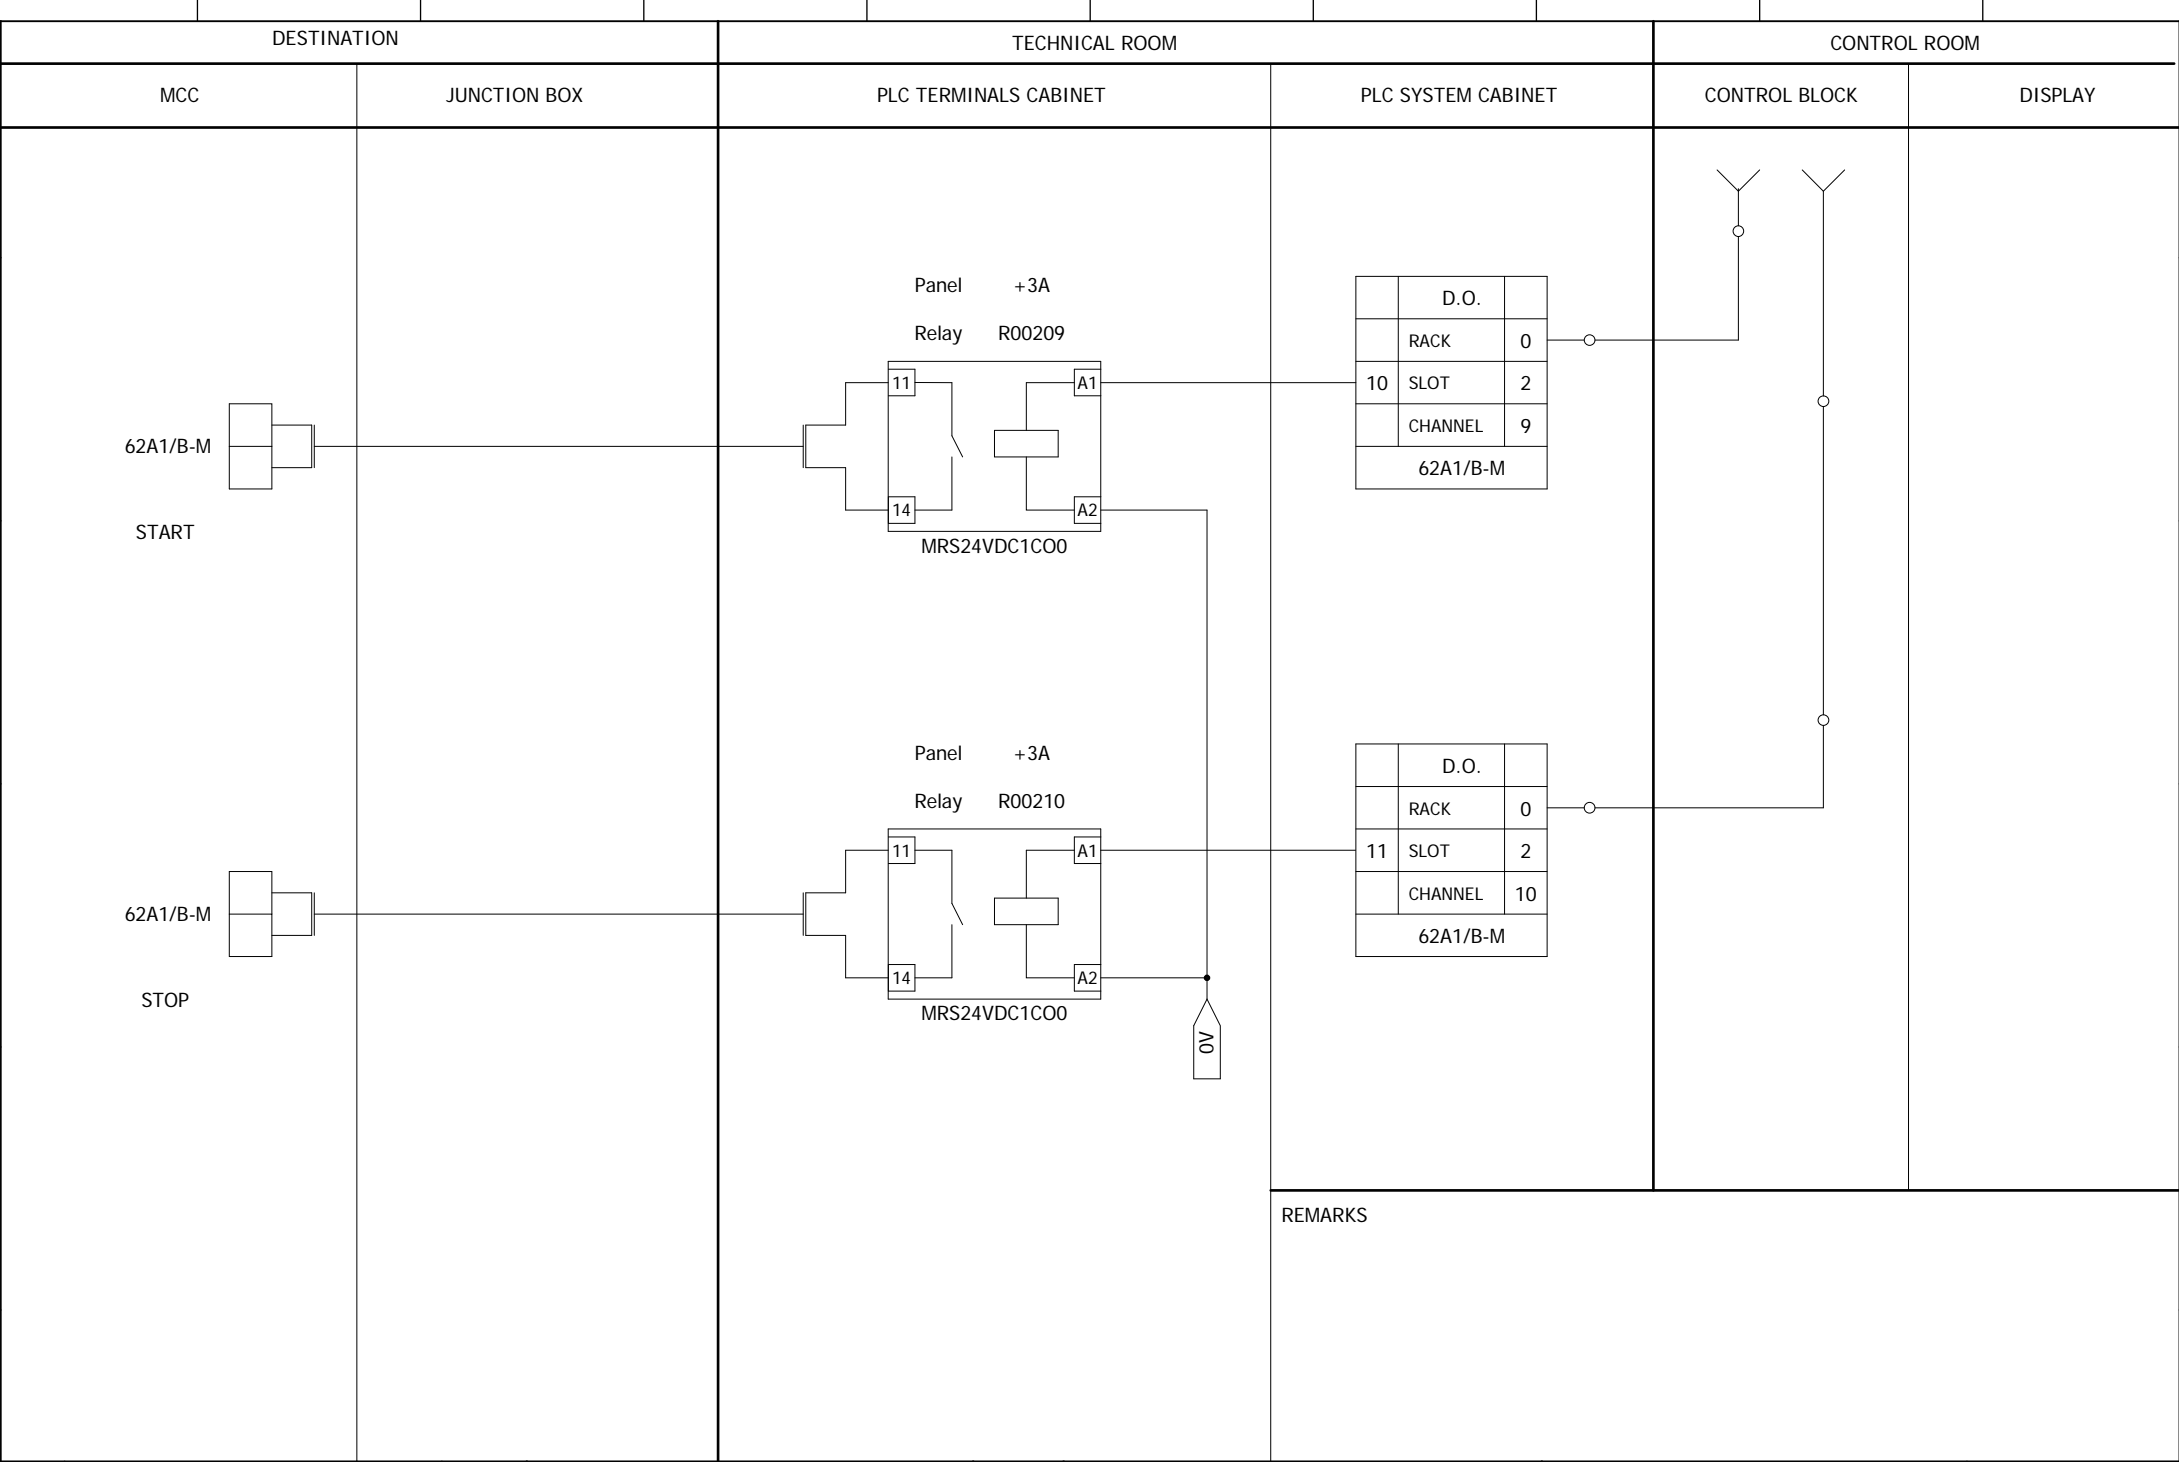 DESTINATION
TECHNICAL ROOM
CONTROL ROOM
MCC
JUNCTION BOX
PLC TERMINALS CABINET
PLC SYSTEM CABINET
CONTROL BLOCK
DISPLAY
Panel +3A
Relay R00209
11
A1
14
A2
MRS24VDC1CO0
62A1/B-M
START
D.O.
RACK 0
10 SLOT 2
CHANNEL 9
62A1/B-M
Panel +3A
Relay R00210
11
A1
14
A2
MRS24VDC1CO0
62A1/B-M
STOP
D.O.
RACK 0
11 SLOT 2
CHANNEL 10
62A1/B-M
0V
REMARKS